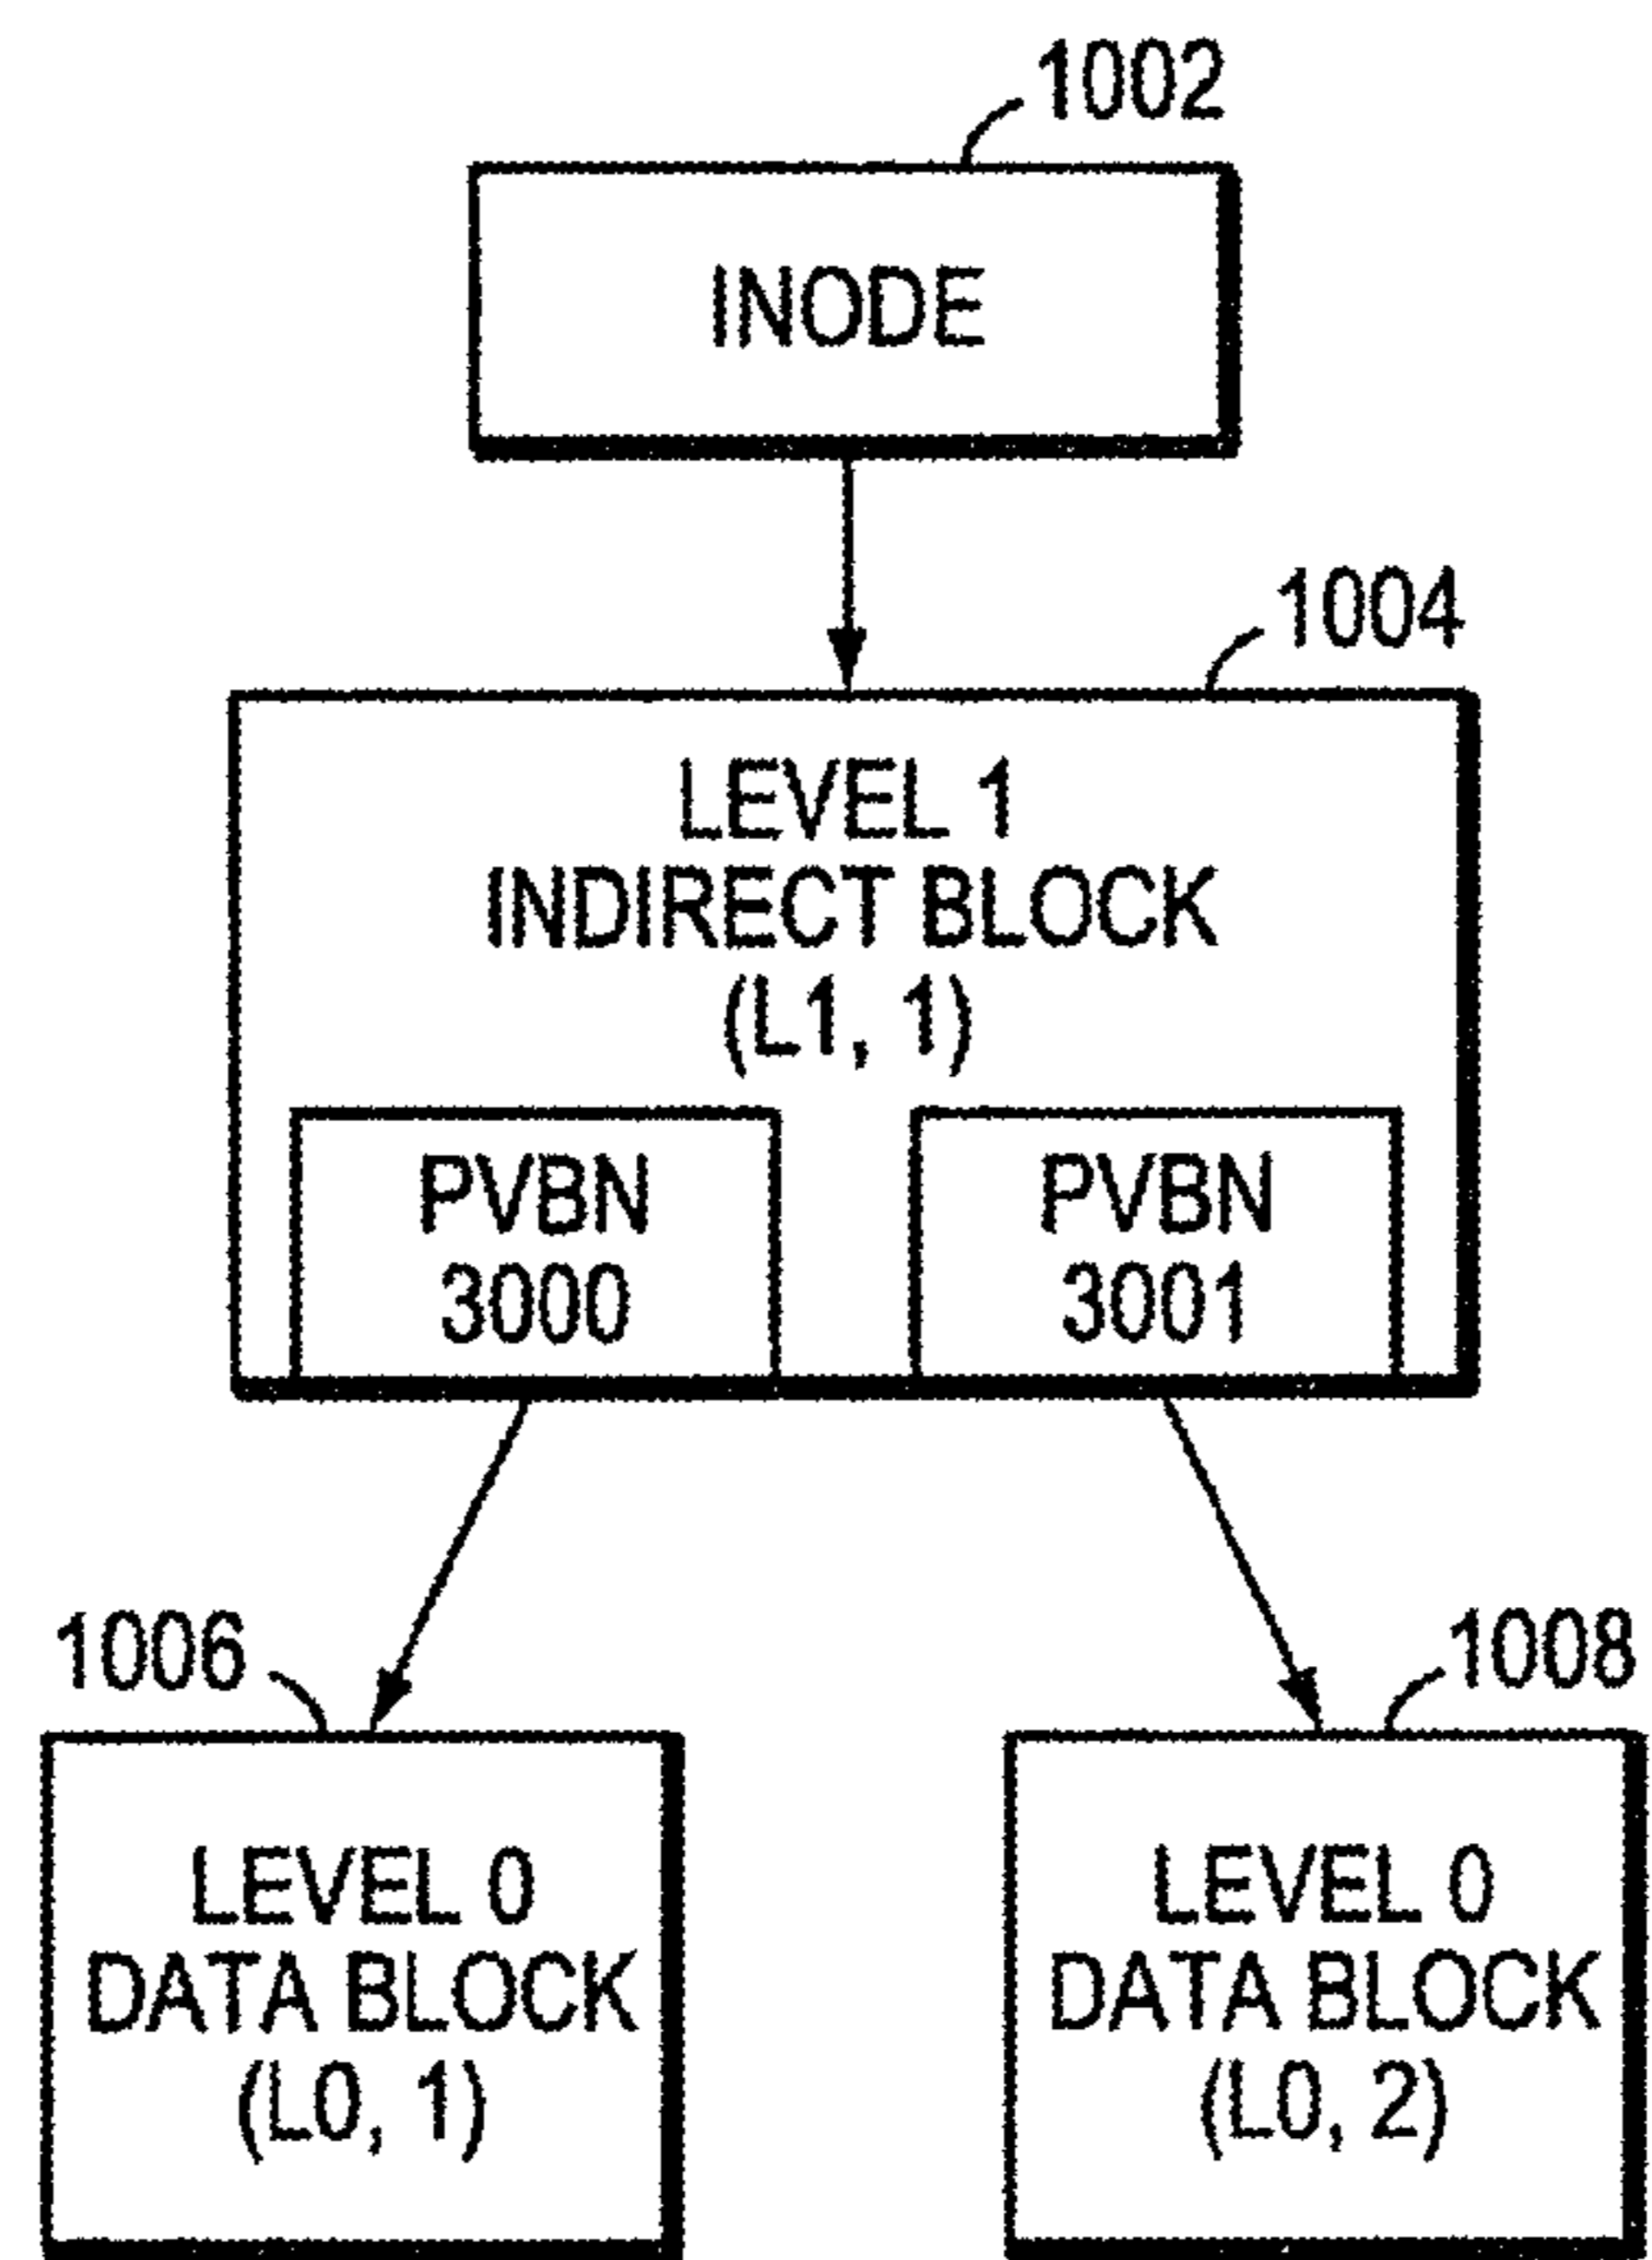 1002
INODE
1004
LEVEL 1
INDIRECT BLOCK
(L1, 1)
PVBN
3000
PVBN
3001
1006
1008
LEVEL 0
DATA BLOCK
(L0, 1)
LEVEL 0
DATA BLOCK
(L0, 2)